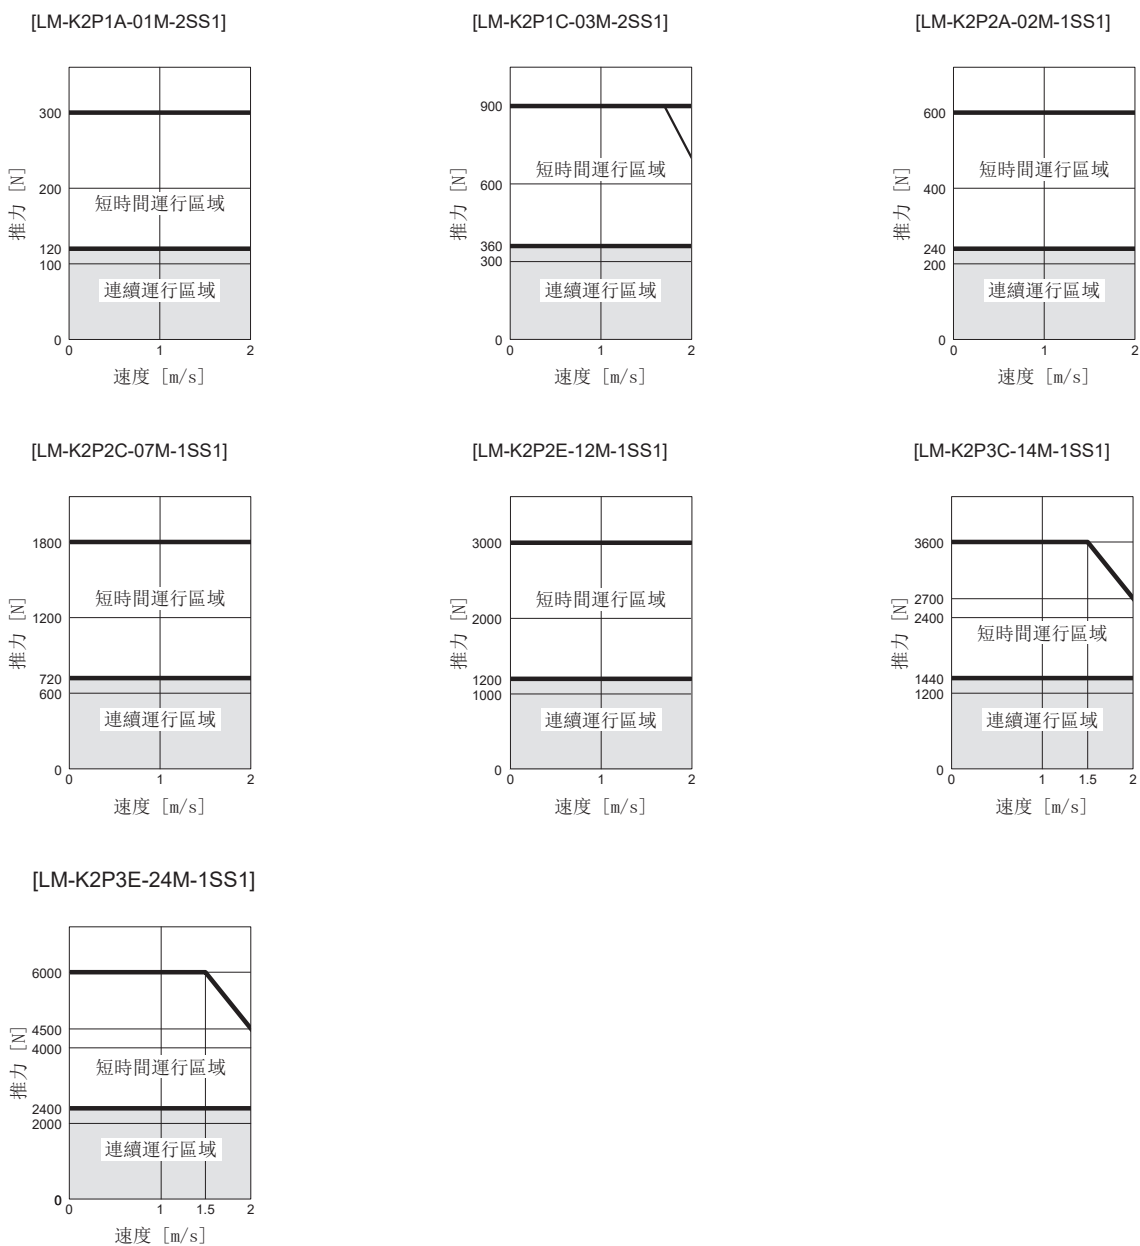 [LM-K2P1A-01M-2SS1]
推力 [N]
300
200
120
100
0
短時間運行區域
連續運行區域
0 1 2
速度 [m/s]
[LM-K2P1C-03M-2SS1]
推力 [N]
900
600
360
300
0
短時間運行區域
連續運行區域
0 1 2
速度 [m/s]
[LM-K2P2A-02M-1SS1]
推力 [N]
600
400
240
200
0
短時間運行區域
連續運行區域
0 1 2
速度 [m/s]
[LM-K2P2C-07M-1SS1]
推力 [N]
1800
1200
720
600
0
短時間運行區域
連續運行區域
0 1 2
速度 [m/s]
[LM-K2P2E-12M-1SS1]
推力 [N]
3000
2000
1200
1000
0
短時間運行區域
連續運行區域
0 1 2
速度 [m/s]
[LM-K2P3C-14M-1SS1]
推力 [N]
3600
2700
2400
1440
1200
0
短時間運行區域
連續運行區域
0 1 1.5 2
速度 [m/s]
[LM-K2P3E-24M-1SS1]
推力 [N]
6000
4500
4000
2400
2000
0
短時間運行區域
連續運行區域
0 1 1.5 2
速度 [m/s]